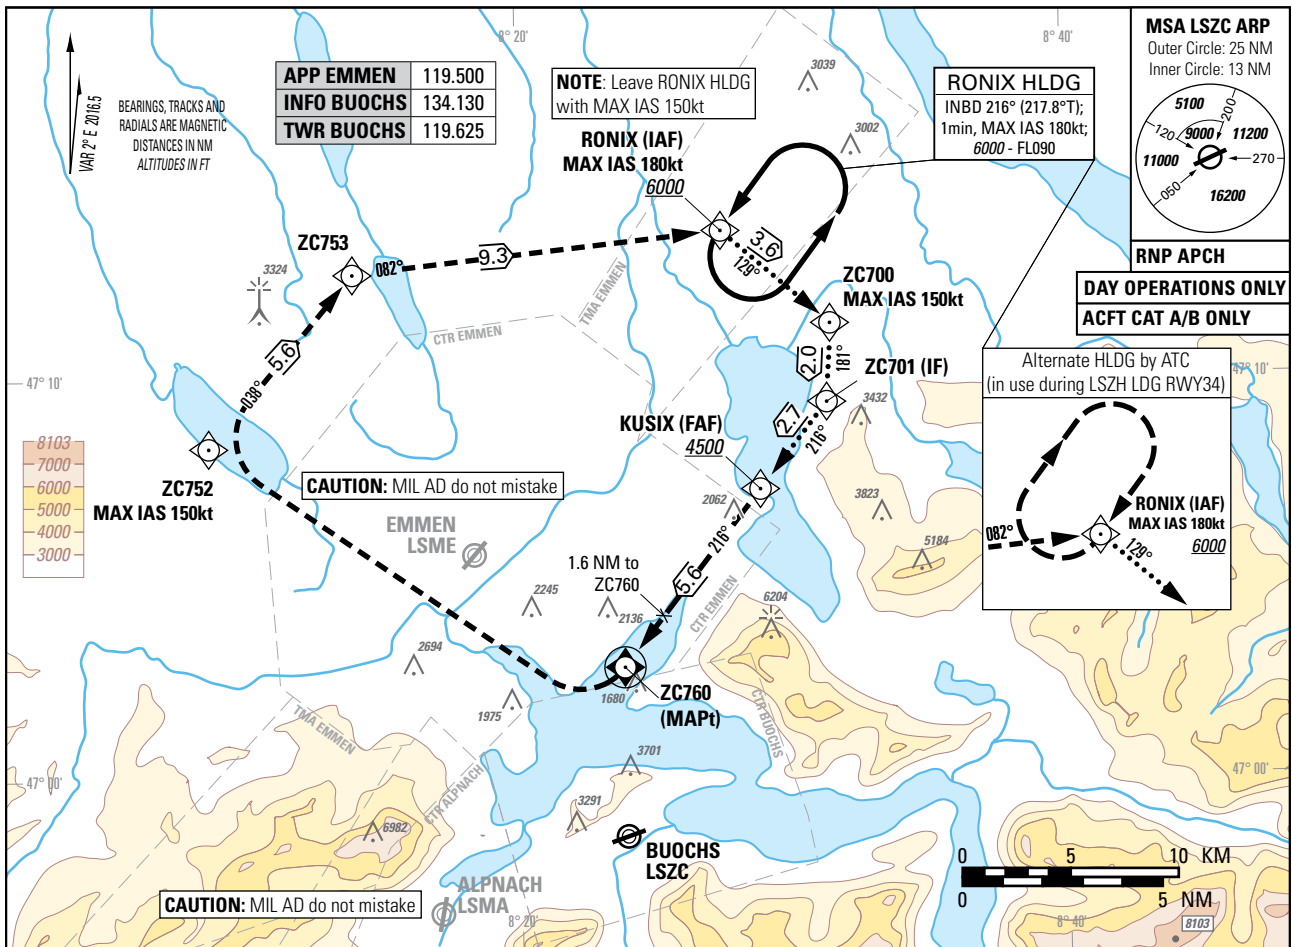 8° 20'
8° 40'
MSA LSZC ARP
Outer Circle: 25 NM
Inner Circle: 13 NM
5100
200
120
9000
11200
11000
270
050
16200
RNP APCH
DAY OPERATIONS ONLY
ACFT CAT A/B ONLY
VAR 2° E 2016.5
BEARINGS, TRACKS AND
RADIALS ARE MAGNETIC
DISTANCES IN NM
ALTITUDES IN FT
APP EMMEN 119.500
INFO BUOCHS 134.130
TWR BUOCHS 119.625
NOTE: Leave RONIX HLDG
with MAX IAS 150kt
RONIX (IAF)
MAX IAS 180kt
6000
3039
3002
RONIX HLDG
INBD 216° (217.8°T);
1min, MAX IAS 180kt;
6000 - FL090
ZC753
082°
9.3
3.6
129°
3324
TMA EMMEN
CTR EMMEN
ZC700
MAX IAS 150kt
2.0
181°
ZC701 (IF)
5.6
038°
47° 10'
47° 10'
Alternate HLDG by ATC
(in use during LSZH LDG RWY34)
RONIX (IAF)
MAX IAS 180kt
6000
082°
129°
3432
2.7
216°
KUSIX (FAF)
4500
8103
7000
6000
5000
4000
3000
ZC752
MAX IAS 150kt
CAUTION: MIL AD do not mistake
EMMEN
LSME
2062
3823
5184
216°
5.6
1.6 NM to
ZC760
CTR EMMEN
2245
2136
6204
2694
1975
1680
ZC760
(MAPt)
CTR BUOCHS
TMA EMMEN
CTR ALPNACH
3701
3291
47° 00'
47° 00'
6982
BUOCHS
LSZC
ALPNACH
LSMA
CAUTION: MIL AD do not mistake
0 5 10 KM
0 5 NM
8° 20'
8° 40'
8103